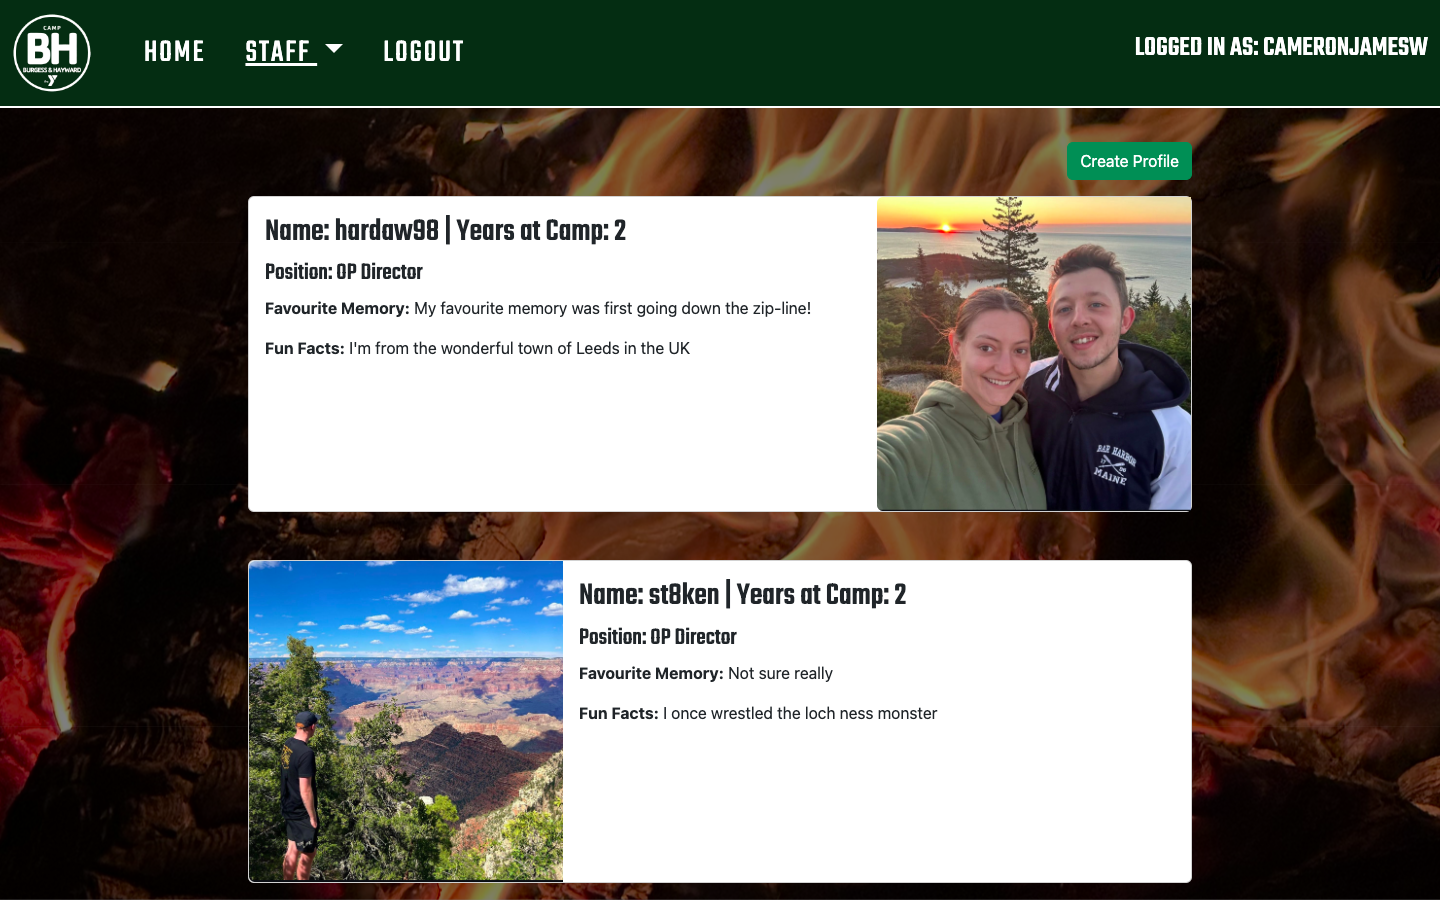 CAMP
BH
BURGESS & HAYWARD
HOME
STAFF
LOGOUT
LOGGED IN AS: CAMERONJAMESW
Create Profile
Name: hardaw98 | Years at Camp: 2
Position: OP Director
Favourite Memory: My favourite memory was first going down the zip-line!
Fun Facts: I'm from the wonderful town of Leeds in the UK
BAR HARBOR
MAINE
Name: st8ken | Years at Camp: 2
Position: OP Director
Favourite Memory: Not sure really
Fun Facts: I once wrestled the loch ness monster